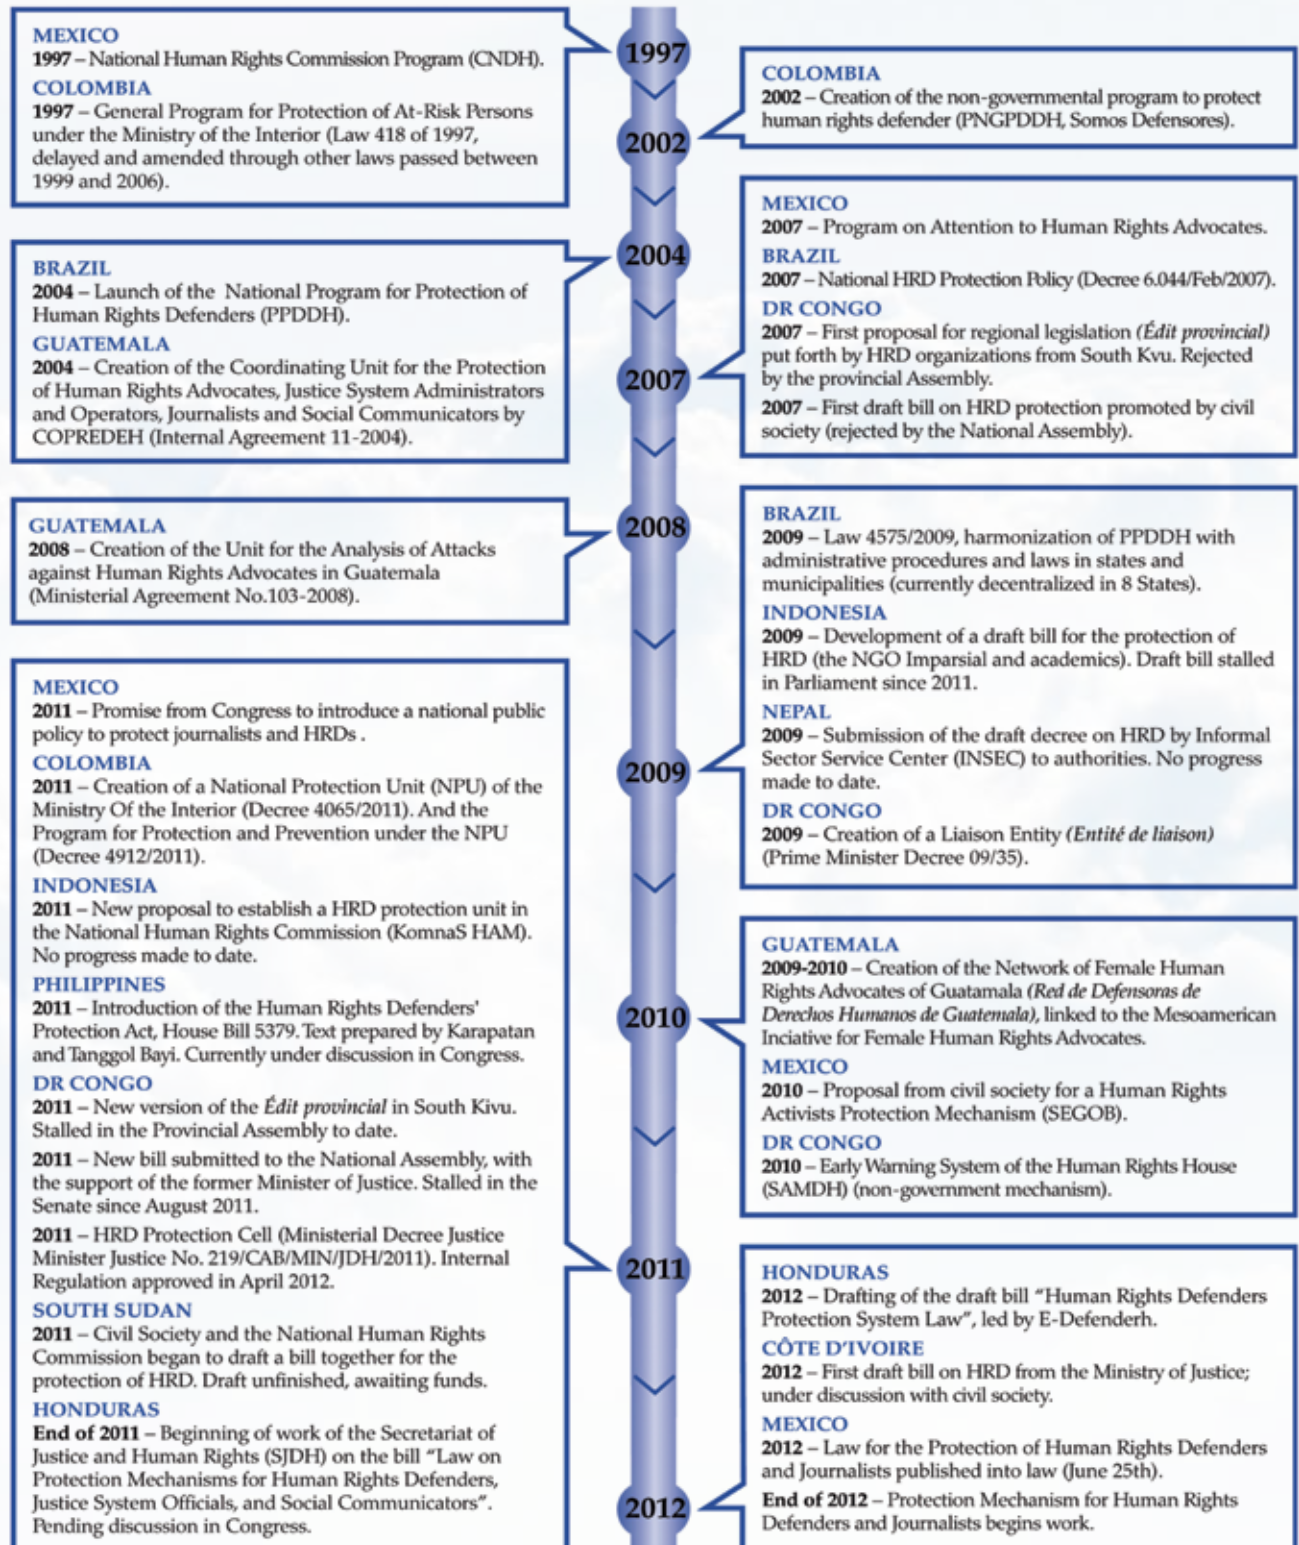 MEXICO
1997 – National Human Rights Commission Program (CNDH).
COLOMBIA
1997 – General Program for Protection of At-Risk Persons
under the Ministry of the Interior (Law 418 of 1997,
delayed and amended through other laws passed between
1999 and 2006).
1997
COLOMBIA
2002 – Creation of the non-governmental program to protect
human rights defender (PNGPDDH, Somos Defensores).
2002
BRAZIL
2004 – Launch of the National Program for Protection of
Human Rights Defenders (PPDDH).
GUATEMALA
2004 – Creation of the Coordinating Unit for the Protection
of Human Rights Advocates, Justice System Administrators
and Operators, Journalists and Social Communicators by
COPREDEH (Internal Agreement 11-2004).
2004
MEXICO
2007 – Program on Attention to Human Rights Advocates.
BRAZIL
2007 – National HRD Protection Policy (Decree 6.044/Feb/2007).
DR CONGO
2007 – First proposal for regional legislation (Édit provincial)
put forth by HRD organizations from South Kvu. Rejected
by the provincial Assembly.
2007 – First draft bill on HRD protection promoted by civil
society (rejected by the National Assembly).
2007
GUATEMALA
2008 – Creation of the Unit for the Analysis of Attacks
against Human Rights Advocates in Guatemala
(Ministerial Agreement No.103-2008).
2008
BRAZIL
2009 – Law 4575/2009, harmonization of PPDDH with
administrative procedures and laws in states and
municipalities (currently decentralized in 8 States).
INDONESIA
2009 – Development of a draft bill for the protection of
HRD (the NGO Imparsial and academics). Draft bill stalled
in Parliament since 2011.
NEPAL
2009 – Submission of the draft decree on HRD by Informal
Sector Service Center (INSEC) to authorities. No progress
made to date.
DR CONGO
2009 – Creation of a Liaison Entity (Entité de liaison)
(Prime Minister Decree 09/35).
2009
GUATEMALA
2009-2010 – Creation of the Network of Female Human
Rights Advocates of Guatamala (Red de Defensoras de
Derechos Humanos de Guatemala), linked to the Mesoamerican
Inciative for Female Human Rights Advocates.
MEXICO
2010 – Proposal from civil society for a Human Rights
Activists Protection Mechanism (SEGOB).
DR CONGO
2010 – Early Warning System of the Human Rights House
(SAMDH) (non-government mechanism).
2010
MEXICO
2011 – Promise from Congress to introduce a national public
policy to protect journalists and HRDs .
COLOMBIA
2011 – Creation of a National Protection Unit (NPU) of the
Ministry Of the Interior (Decree 4065/2011). And the
Program for Protection and Prevention under the NPU
(Decree 4912/2011).
INDONESIA
2011 – New proposal to establish a HRD protection unit in
the National Human Rights Commission (KomnaS HAM).
No progress made to date.
PHILIPPINES
2011 – Introduction of the Human Rights Defenders'
Protection Act, House Bill 5379. Text prepared by Karapatan
and Tanggol Bayi. Currently under discussion in Congress.
DR CONGO
2011 – New version of the Édit provincial in South Kivu.
Stalled in the Provincial Assembly to date.
2011 – New bill submitted to the National Assembly, with
the support of the former Minister of Justice. Stalled in the
Senate since August 2011.
2011 – HRD Protection Cell (Ministerial Decree Justice
Minister Justice No. 219/CAB/MIN/JDH/2011). Internal
Regulation approved in April 2012.
SOUTH SUDAN
2011 – Civil Society and the National Human Rights
Commission began to draft a bill together for the
protection of HRD. Draft unfinished, awaiting funds.
HONDURAS
End of 2011 – Beginning of work of the Secretariat of
Justice and Human Rights (SJDH) on the bill "Law on
Protection Mechanisms for Human Rights Defenders,
Justice System Officials, and Social Communicators".
Pending discussion in Congress.
2011
HONDURAS
2012 – Drafting of the draft bill "Human Rights Defenders
Protection System Law", led by E-Defenderh.
CÔTE D'IVOIRE
2012 – First draft bill on HRD from the Ministry of Justice;
under discussion with civil society.
MEXICO
2012 – Law for the Protection of Human Rights Defenders
and Journalists published into law (June 25th).
End of 2012 – Protection Mechanism for Human Rights
Defenders and Journalists begins work.
2012